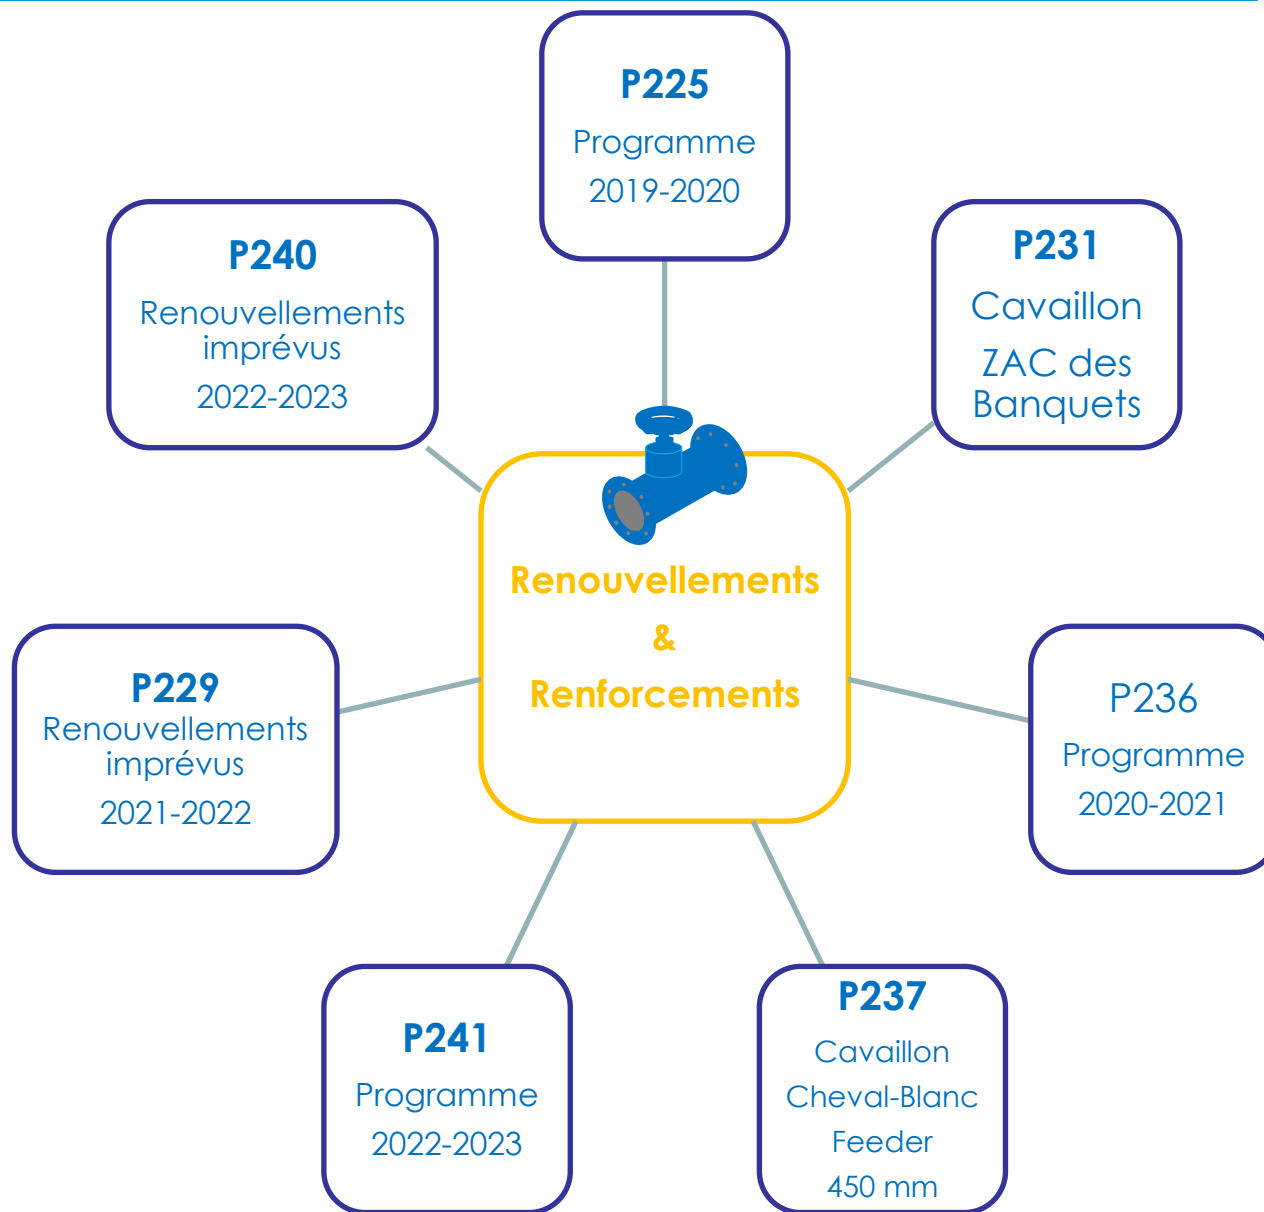 P225
Programme
2019-2020
P240
Renouvellements
imprévus
2022-2023
P231
Cavaillon
ZAC des
Banquets
Renouvellements
&
Renforcements
P229
Renouvellements
imprévus
2021-2022
P236
Programme
2020-2021
P241
Programme
2022-2023
P237
Cavaillon
Cheval-Blanc
Feeder
450 mm